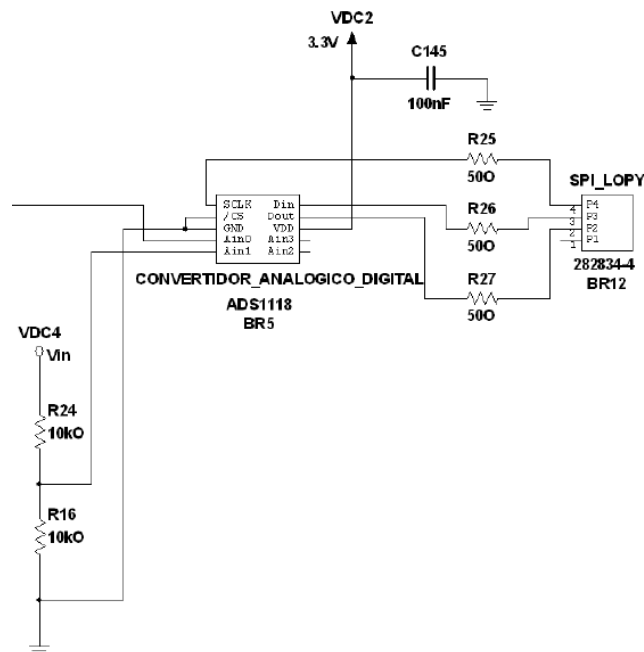 VDC2
3.3V
C145
100nF
R25
50O
SPI_LOPY
SCLK Din
/CS Dout
GND VDD
Ain0 Ain3
Ain1 Ain2
R26
50O
4 P4
3 P3
2 P2
1 P1
282834-4
BR12
CONVERTIDOR_ANALOGICO_DIGITAL
ADS1118
BR5
R27
50O
VDC4
Vin
R24
10kO
R16
10kO